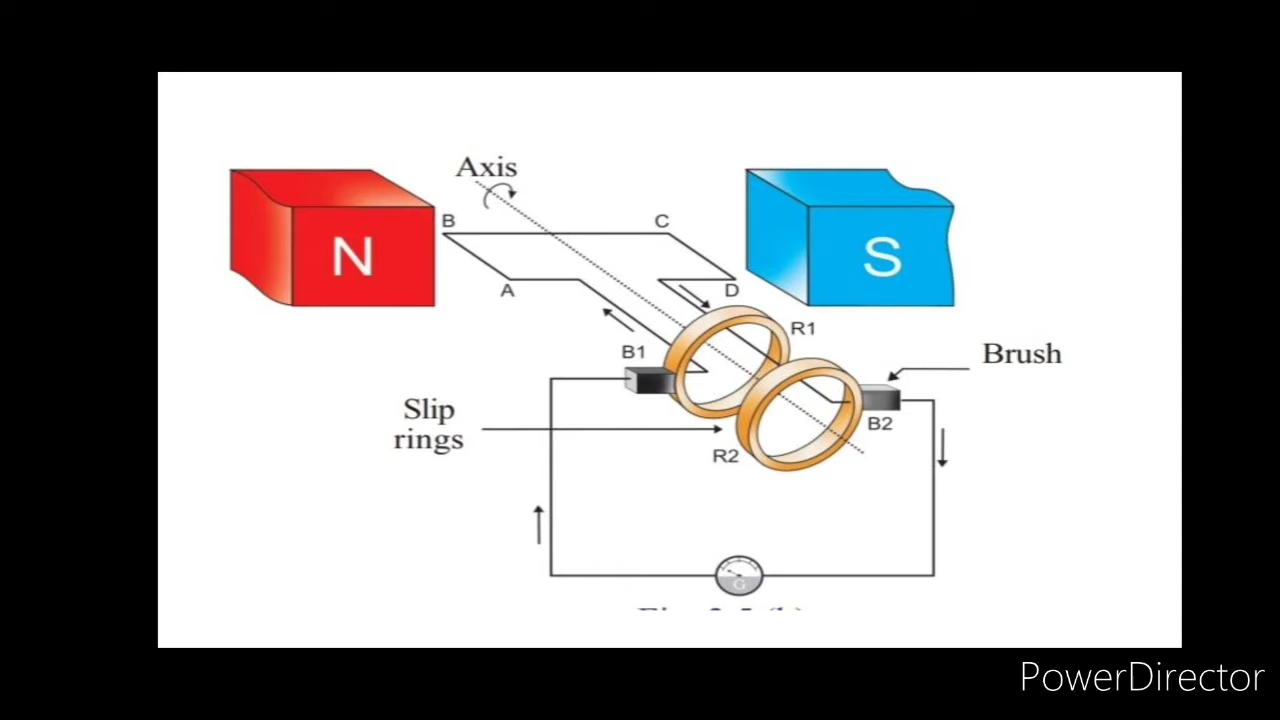 Axis
N
B
C
S
A
D
R1
B1
Brush
Slip
rings
B2
R2
G
PowerDirector